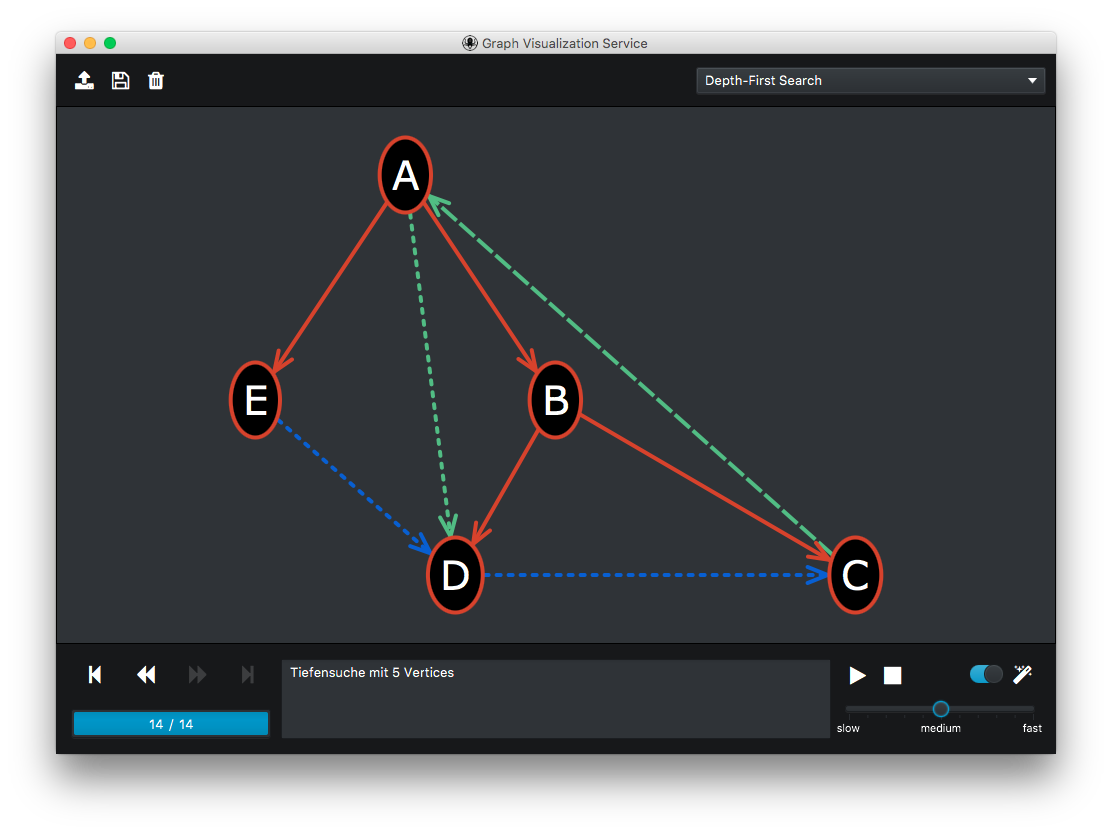 Graph Visualization Service
Depth-First Search
A
E
B
D
C
Tiefensuche mit 5 Vertices
14 / 14
slow
medium
fast